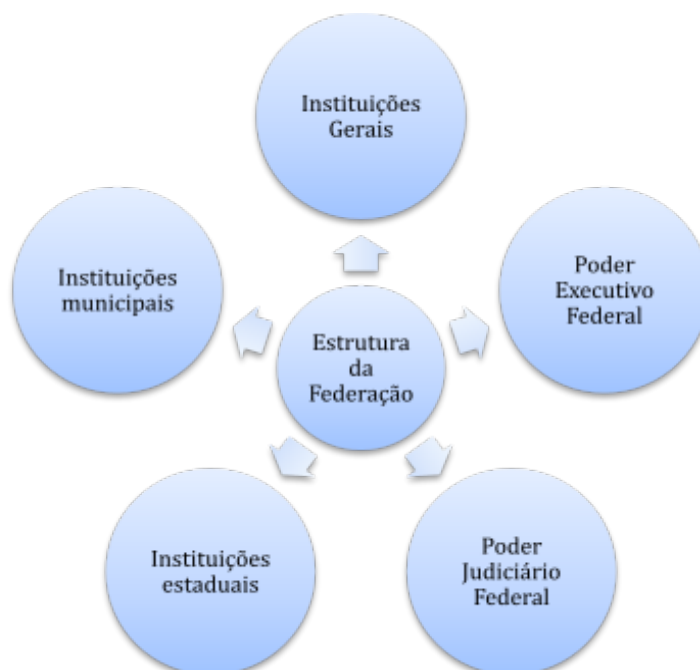 Instituições
Gerais
Instituições
municipais
Poder
Executivo
Federal
Estrutura
da
Federação
Instituições
estaduais
Poder
Judiciário
Federal